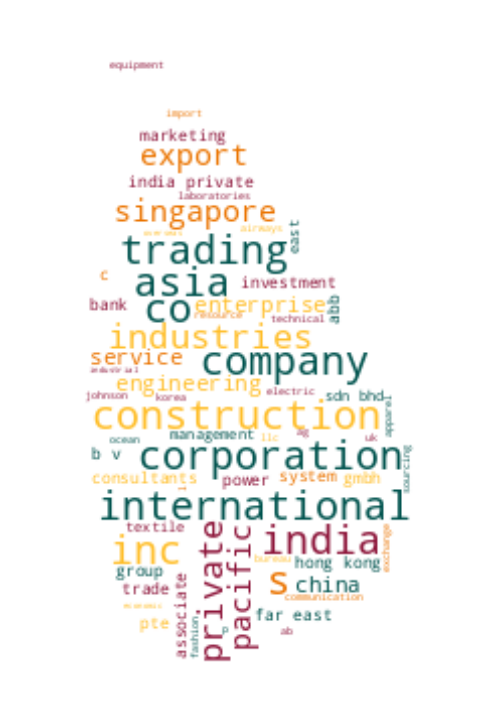 equipment
import
marketing
export
india private
laboratories
singapore
airways
east
trading
c
asia
investment
bank
co
enterprise
abb
resource
technical
industries
service
company
industrial
engineering
johnson
korea
electric
sdn bhd
apparel
construction
ocean
management
llc
ag
uk
b v
corporation
sourcing
consultants
power
system
gmbh
international
textile
inc
private
pacific
india
exchange
bureau
hong kong
group
s
china
trade
associate
communication
economic
fashion
far east
pte
p
ab